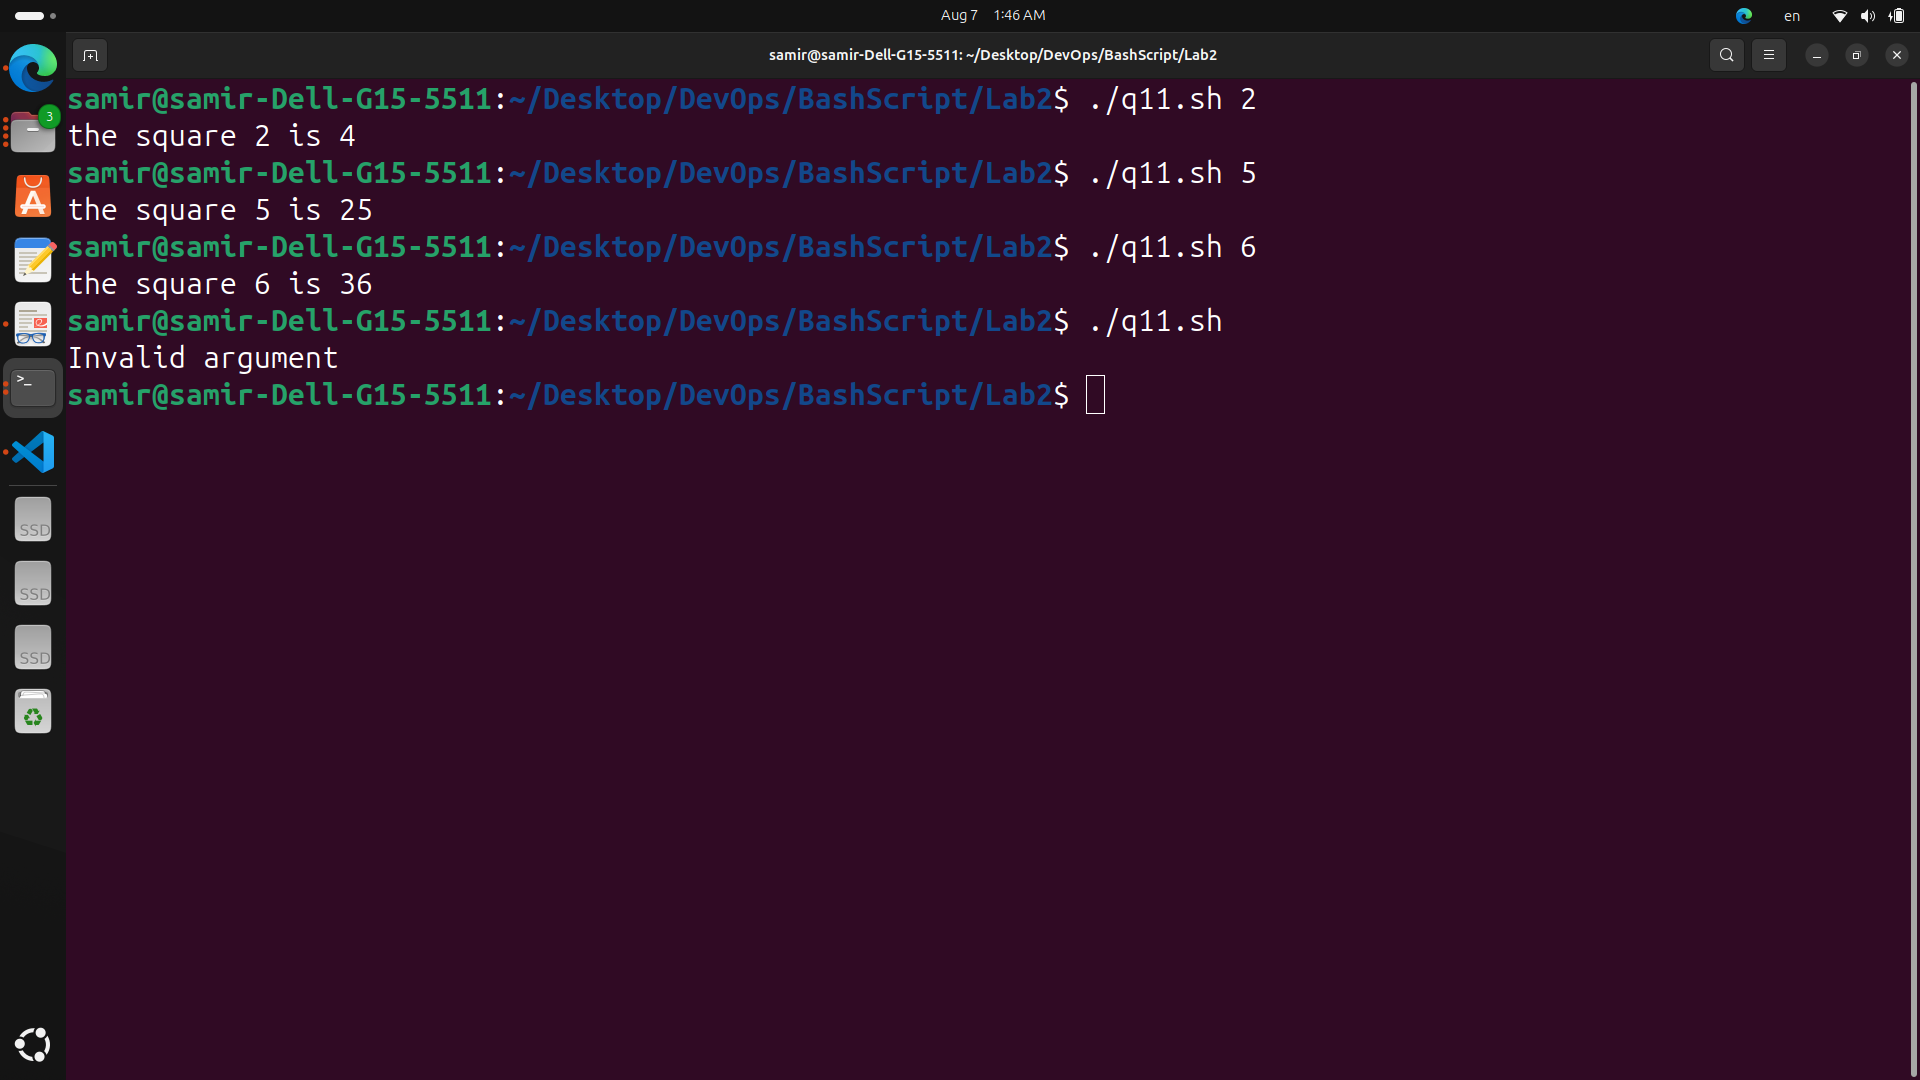 Aug 7 1:46 AM
en
samir@samir-Dell-G15-5511: ~/Desktop/DevOps/BashScript/Lab2
samir@samir-Dell-G15-5511:~/Desktop/DevOps/BashScript/Lab2$ ./q11.sh 2
the square 2 is 4
samir@samir-Dell-G15-5511:~/Desktop/DevOps/BashScript/Lab2$ ./q11.sh 5
the square 5 is 25
samir@samir-Dell-G15-5511:~/Desktop/DevOps/BashScript/Lab2$ ./q11.sh 6
the square 6 is 36
samir@samir-Dell-G15-5511:~/Desktop/DevOps/BashScript/Lab2$ ./q11.sh
Invalid argument
samir@samir-Dell-G15-5511:~/Desktop/DevOps/BashScript/Lab2$
3
SSD
SSD
SSD